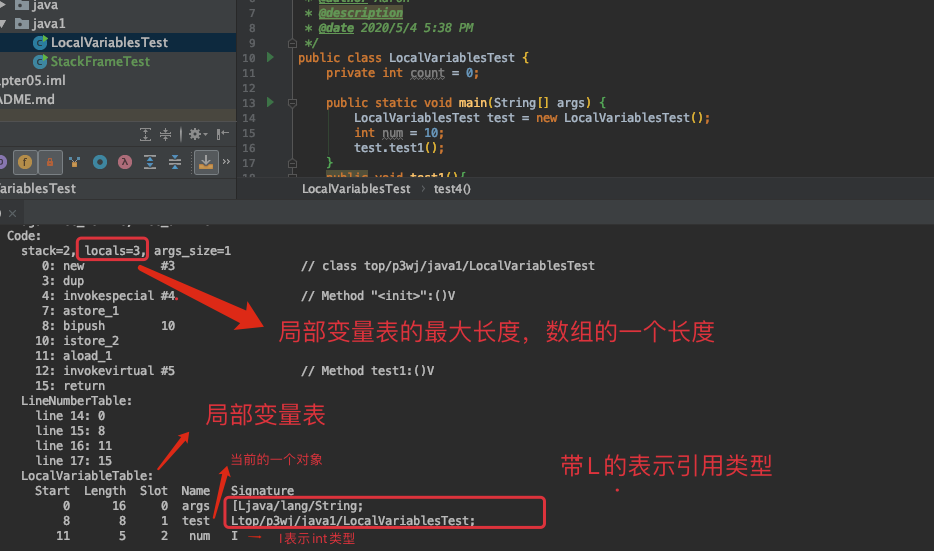 java
java1
LocalVariablesTest
StackFrameTest
apter05.iml
ADME.md
VariablesTest
7 * @description
8 * @date 2020/5/4 5:38 PM
9 */
10 public class LocalVariablesTest {
11 private int count = 0;
12
13 public static void main(String[] args) {
14 LocalVariablesTest test = new LocalVariablesTest();
15 int num = 10;
16 test.test1();
17 }
public void test1(){
LocalVariablesTest › test4()
Code:
stack=2, locals=3, args_size=1
0: new #3 // class top/p3wj/java1/LocalVariablesTest
3: dup
4: invokespecial #4 // Method "<init>":()V
7: astore_1
8: bipush 10
10: istore_2
11: aload_1
12: invokevirtual #5 // Method test1:()V
15: return
局部变量表的最大长度，数组的一个长度
LineNumberTable:
line 14: 0
line 15: 8
line 16: 11
line 17: 15
局部变量表
当前的一个对象
带L的表示引用类型
LocalVariableTable:
Start Length Slot Name Signature
0 16 0 args [Ljava/lang/String;
8 8 1 test Ltop/p3wj/java1/LocalVariablesTest;
11 5 2 num I
I表示int类型